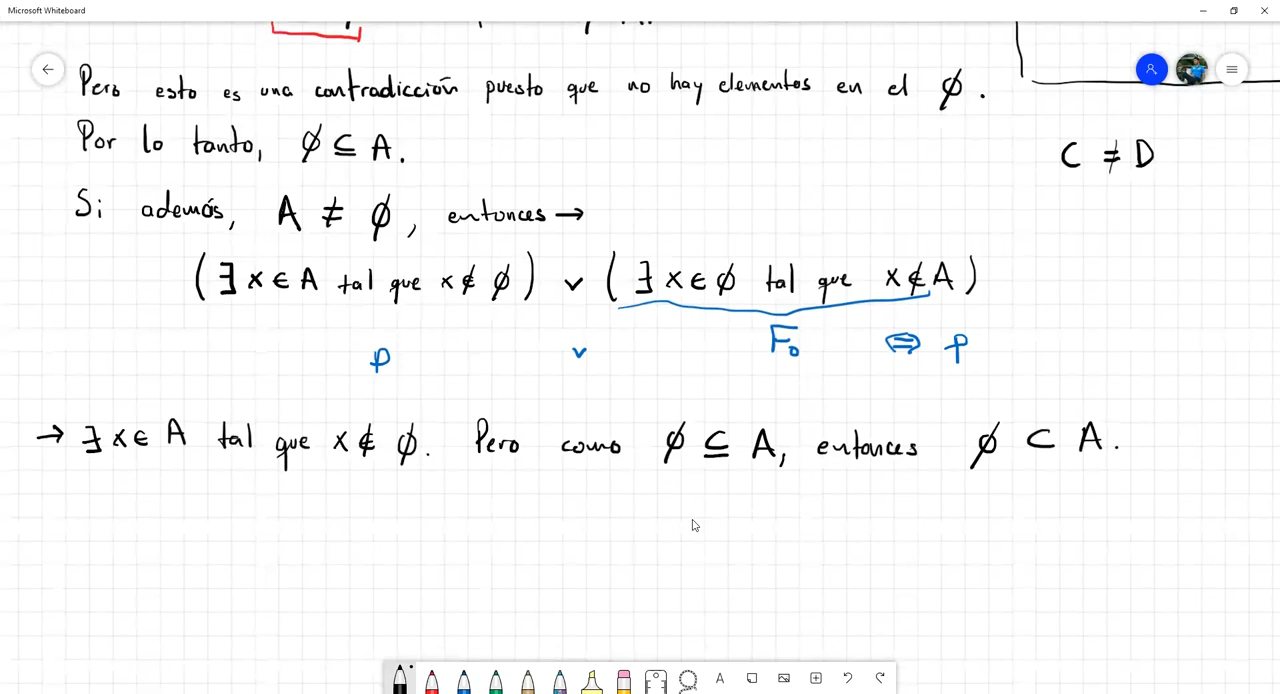 Microsoft Whiteboard
Pero esto es una contradicción puesto que no hay elementos en el ∅.
Por lo tanto, ∅ ⊆ A.
C ≠ D
Si además, A ≠ ∅, entonces →
(∃ x ∈ A tal que x ∉ ∅) ∨ (∃ x ∈ ∅ tal que x ∉ A)
p ∨ F₀ ⇔ p
→ ∃ x ∈ A tal que x ∉ ∅. Pero como ∅ ⊆ A, entonces ∅ ⊂ A.
A